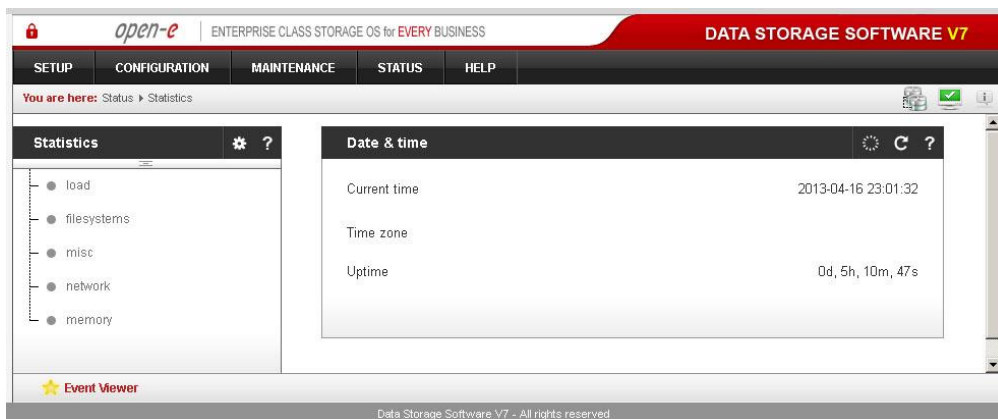 open-e ENTERPRISE CLASS STORAGE OS for EVERY BUSINESS DATA STORAGE SOFTWARE V7
SETUP CONFIGURATION MAINTENANCE STATUS HELP
You are here: Status Statistics
Statistics ?
load
filesystems
misc
network
memory
Date & time ?
Current time 2013-04-16 23:01:32
Time zone
Uptime 0d, 5h, 10m, 47s
Event Viewer
Data Storage Software V7 - All rights reserved